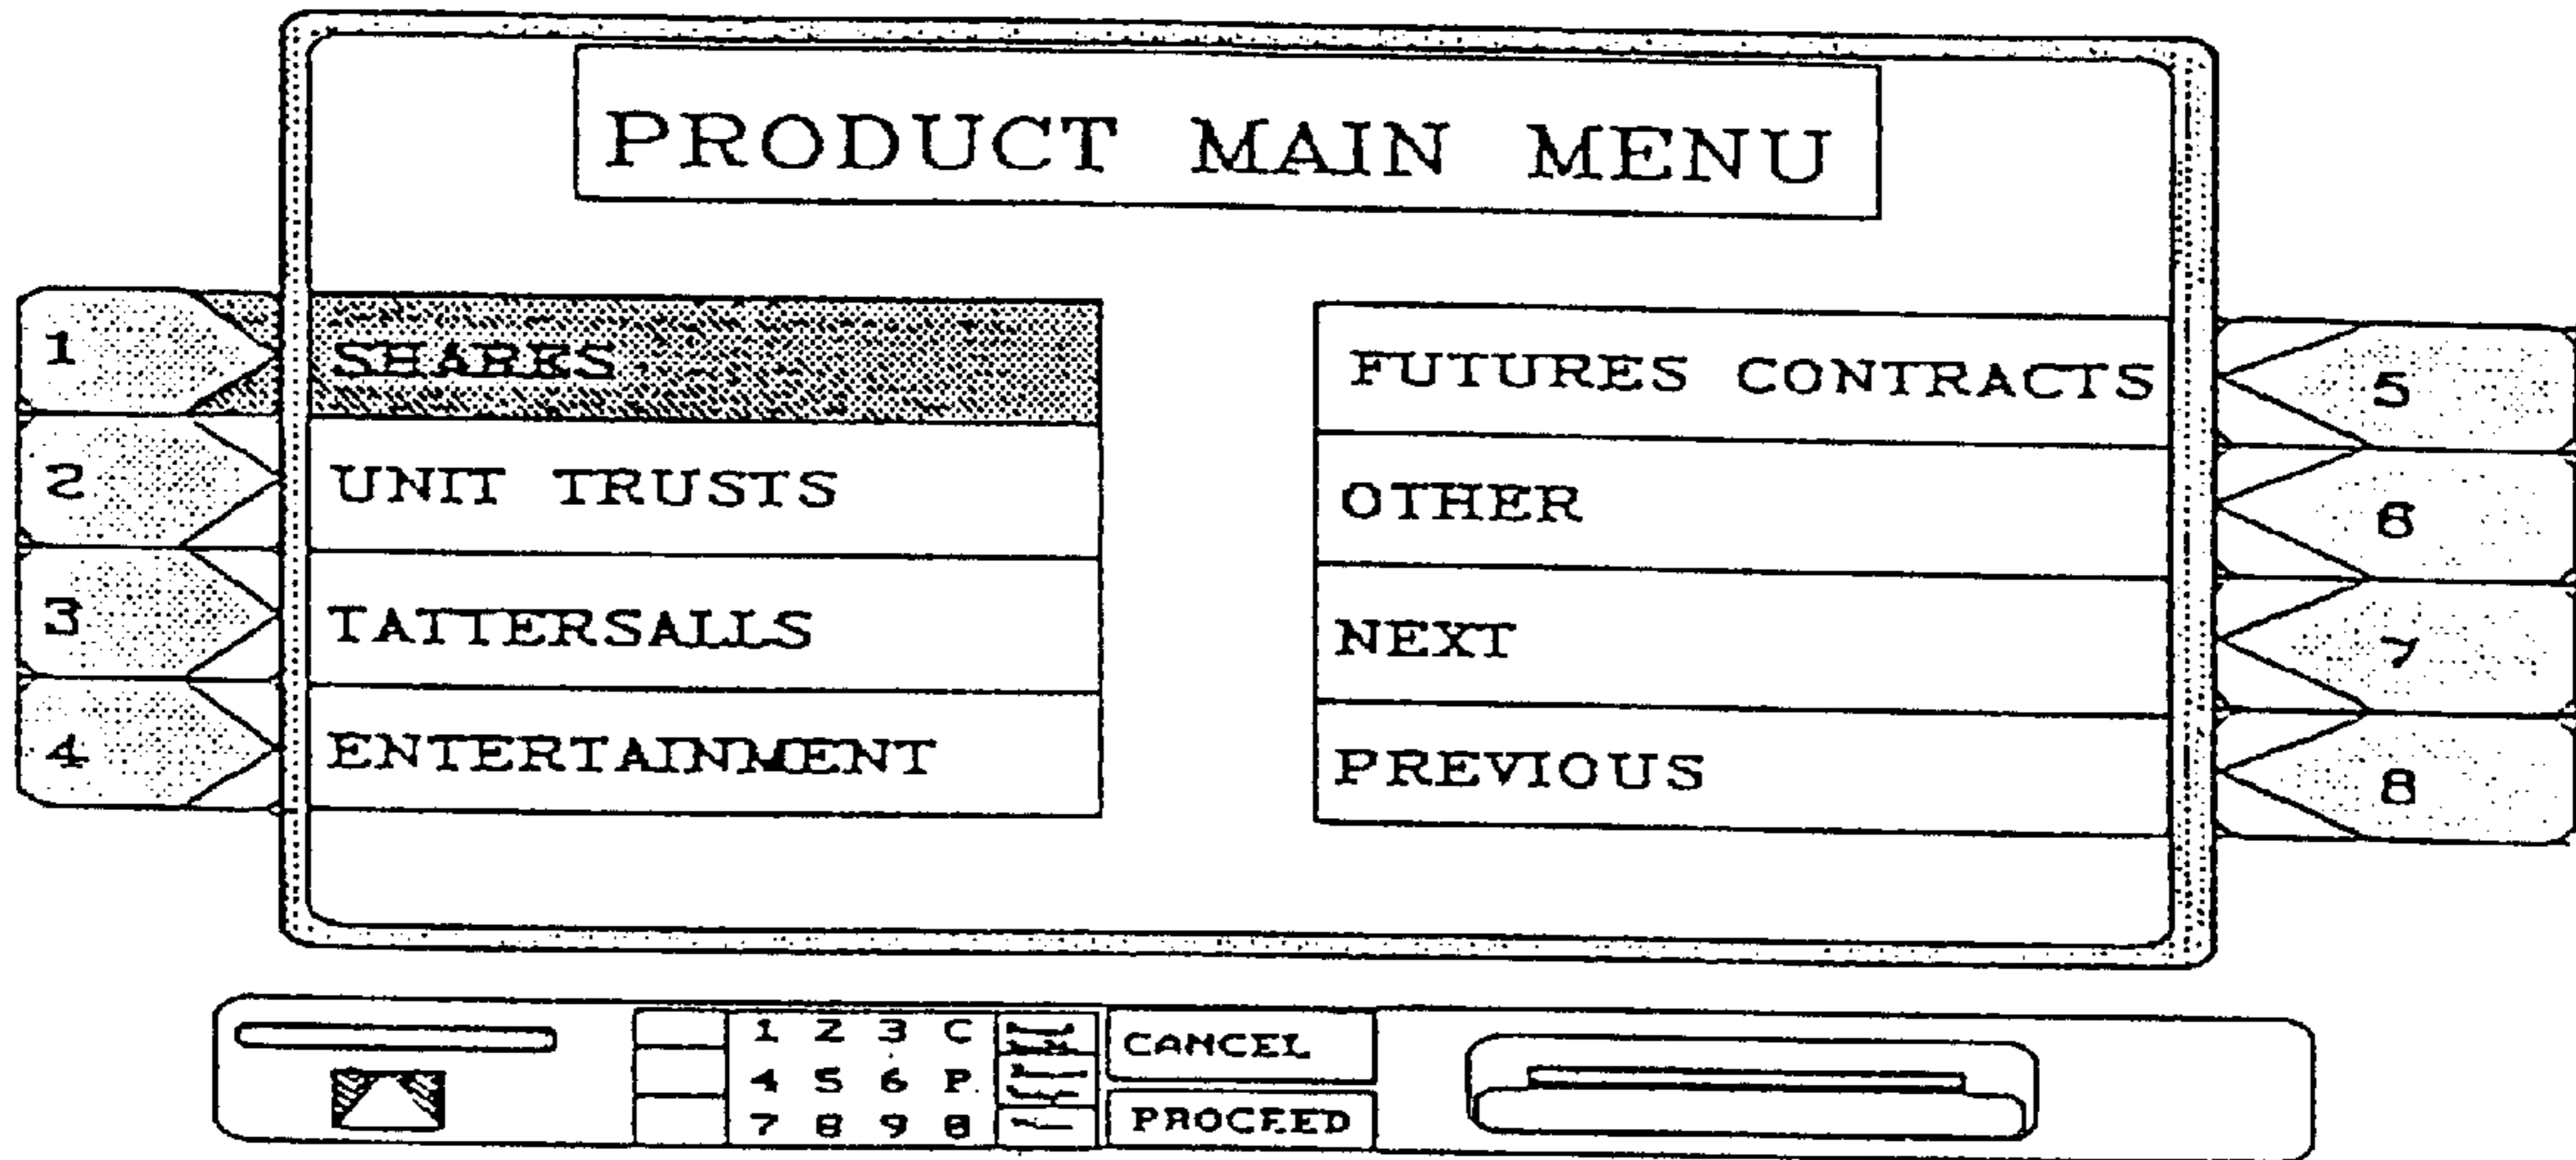 PRODUCT MAIN MENU
1 SHARES
2 UNIT TRUSTS
3 TATTERSALLS
4 ENTERTAINMENT
FUTURES CONTRACTS 5
OTHER 6
NEXT 7
PREVIOUS 8
1 2 3 C
4 5 6 P
7 8 9 0
CANCEL
PROCEED